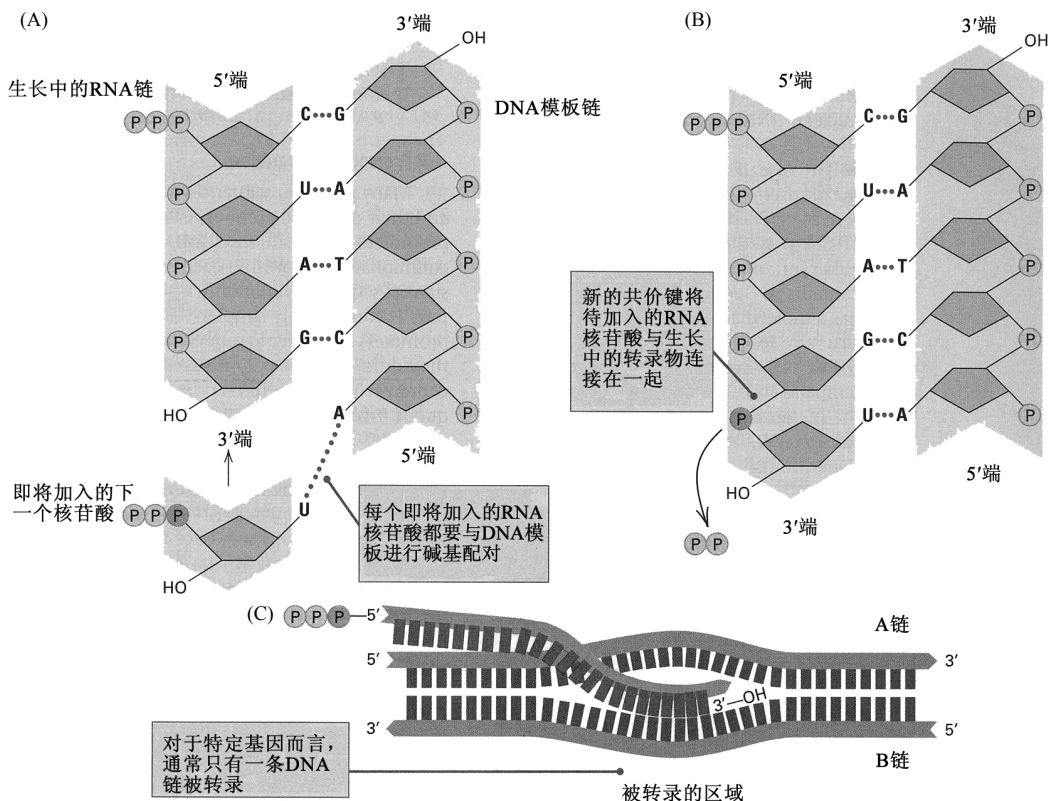 (A)
3′端
OH
5′端
生长中的RNA链
P P P
C G
P
DNA模板链
P
U A
P
P
A T
P
P
G C
P
HO
A
P
3′端
5′端
即将加入的下
一个核苷酸
P P P
U
HO
每个即将加入的RNA
核苷酸都要与DNA模
板进行碱基配对
(B)
3′端
OH
5′端
P P P
C G
P
P
U A
P
P
A T
P
新的共价键将
待加入的RNA
核苷酸与生长
中的转录物连
接在一起
P
G C
P
P
U A
P
HO
5′端
3′端
P P
(C)
P P P 5′
A链
5′
3′
3′—OH
3′
5′
B链
对于特定基因而言，
通常只有一条DNA
链被转录
被转录的区域